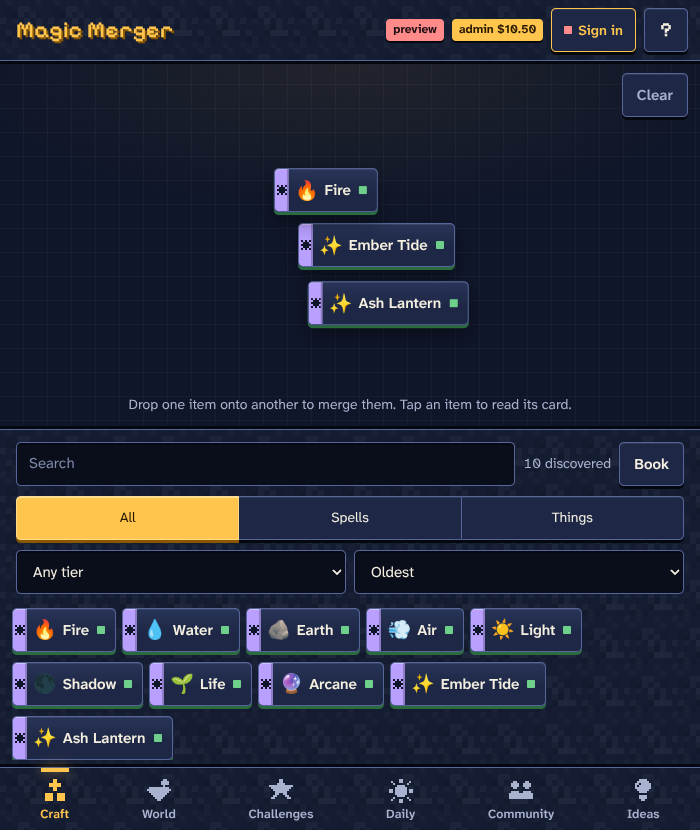 Magic Merger
preview
admin $10.50
Sign in
?
Clear
Fire
Ember Tide
Ash Lantern
Drop one item onto another to merge them. Tap an item to read its card.
Search
10 discovered
Book
All
Spells
Things
Any tier
Oldest
Fire
Water
Earth
Air
Light
Shadow
Life
Arcane
Ember Tide
Ash Lantern
Craft
World
Challenges
Daily
Community
Ideas